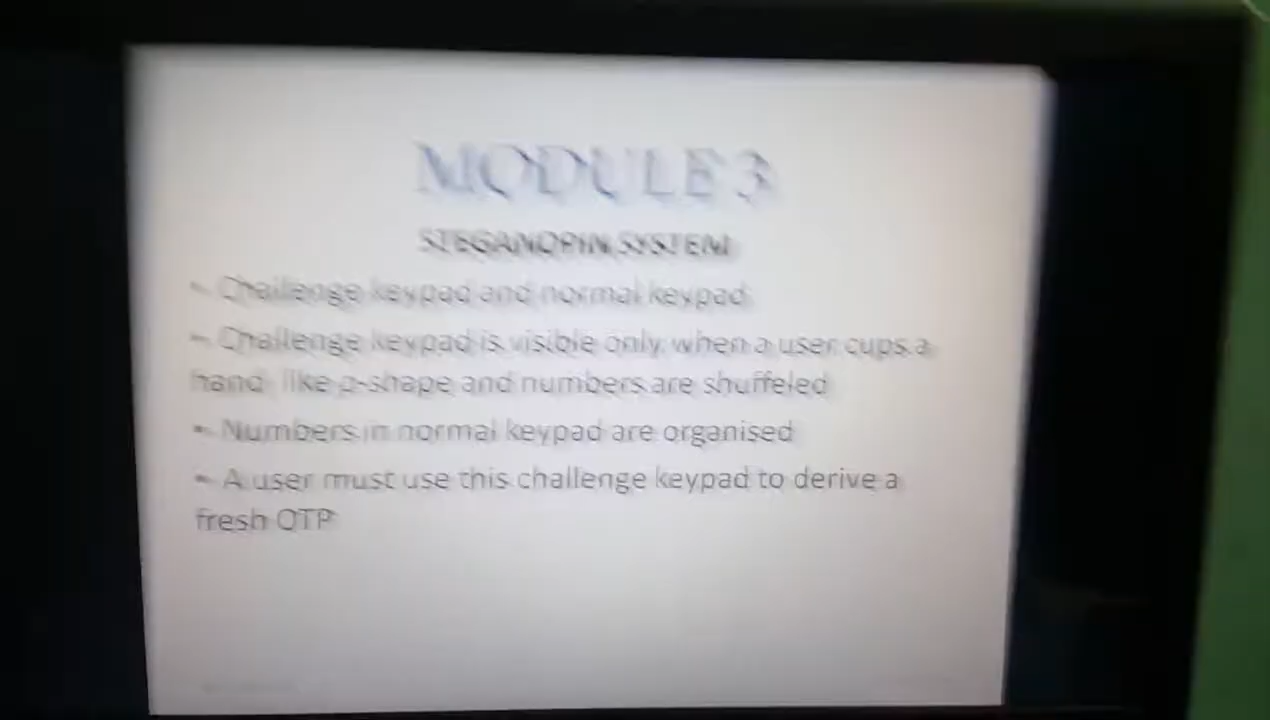 MODULE 3
STEGANOPIN SYSTEM
- Challenge keypad and normal keypad
- Challenge keypad is visible only when a user cups a
hand like p-shape and numbers are shuffeled
- Numbers in normal keypad are organised
- A user must use this challenge keypad to derive a
fresh OTP